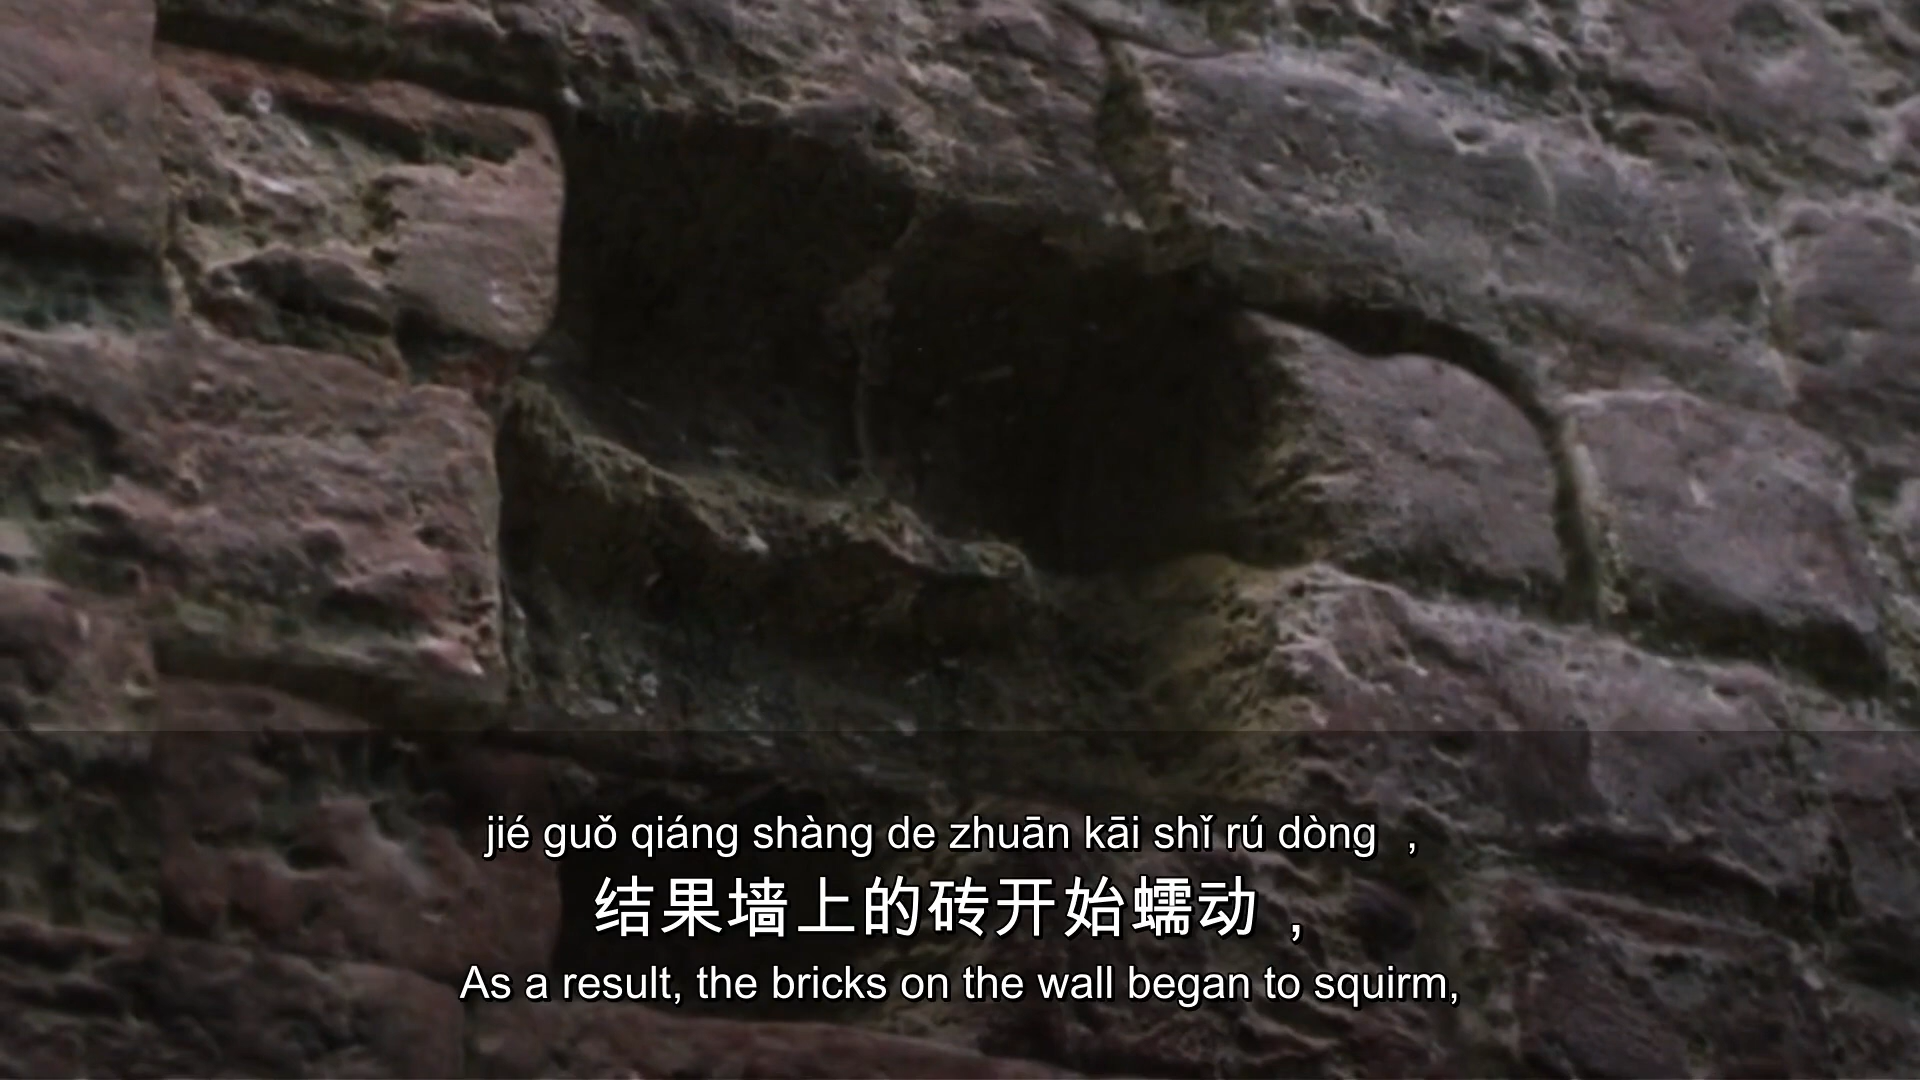 jié guǒ qiáng shàng de zhuān kāi shǐ rú dòng ，
结果墙上的砖开始蠕动，
As a result, the bricks on the wall began to squirm,